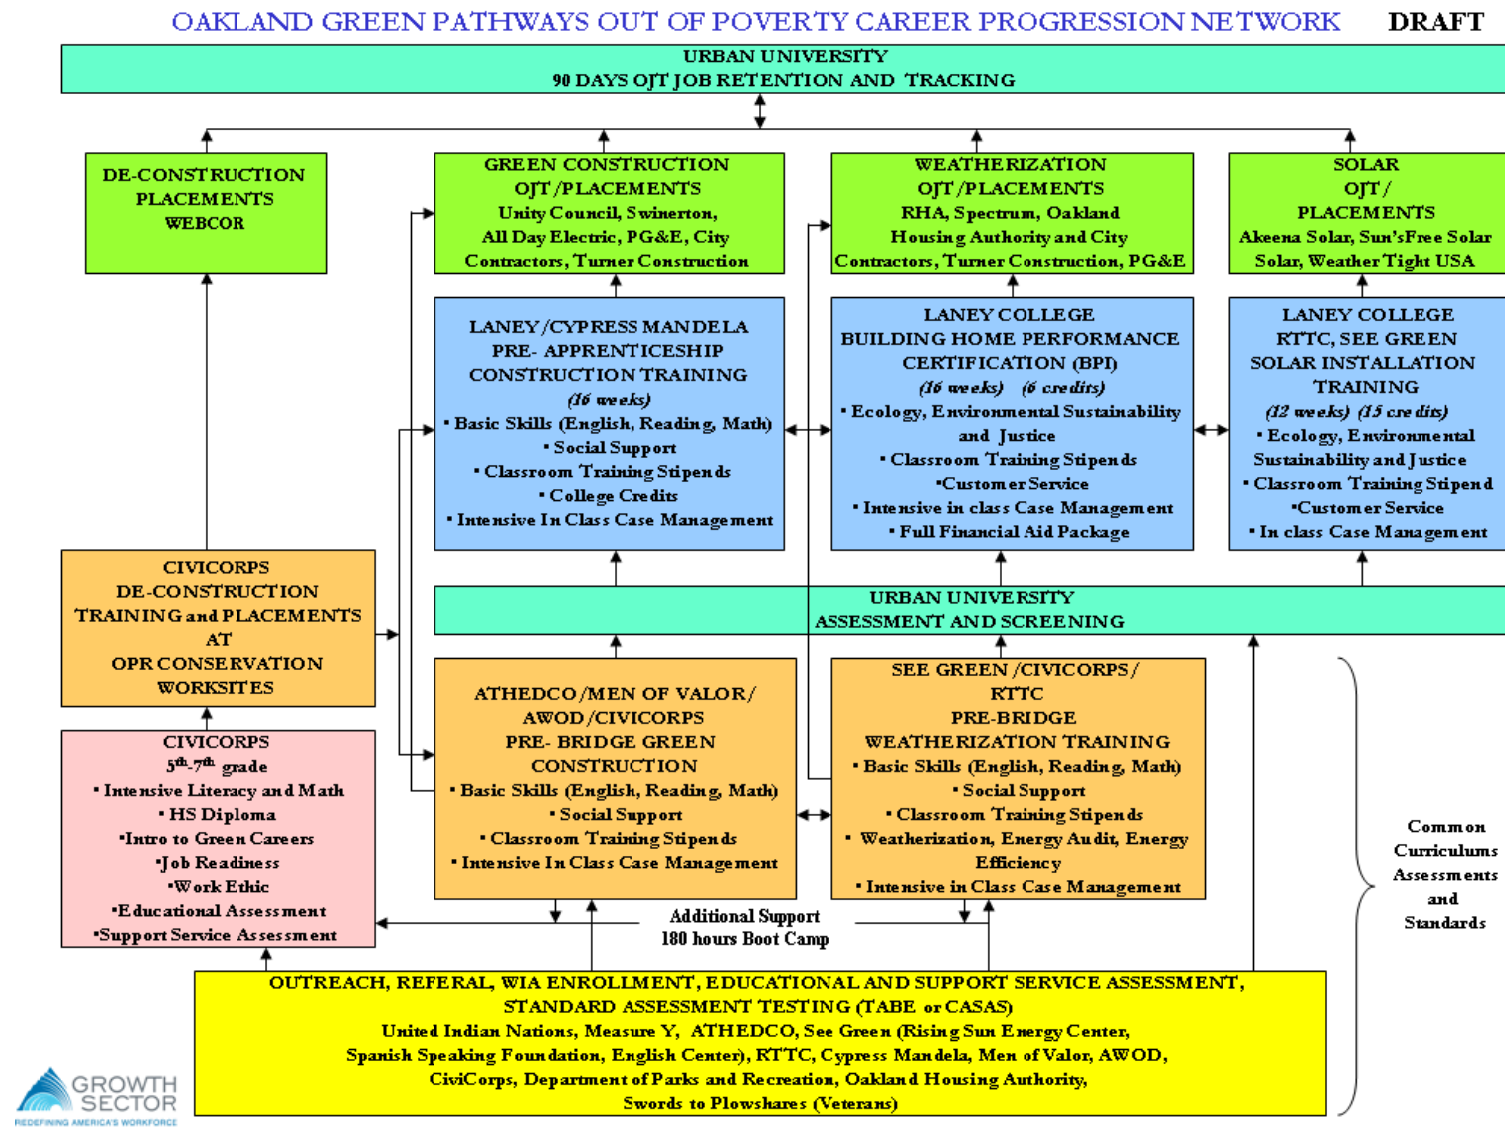 OAKLAND GREEN PATHWAYS OUT OF POVERTY CAREER PROGRESSION NETWORK DRAFT
URBAN UNIVERSITY
90 DAYS OJT JOB RETENTION AND TRACKING
DE-CONSTRUCTION
PLACEMENTS
WEBCOR
GREEN CONSTRUCTION
OJT/PLACEMENTS
Unity Council, Swinerton,
All Day Electric, PG&E, City
Contractors, Turner Construction
WEATHERIZATION
OJT/PLACEMENTS
RHA, Spectrum, Oakland
Housing Authority and City
Contractors, Turner Construction, PG&E
SOLAR
OJT/
PLACEMENTS
Akeena Solar, Sun'sFree Solar
Solar, Weather Tight USA
LANEY/CYPRESS MANDELA
PRE- APPRENTICESHIP
CONSTRUCTION TRAINING
(16 weeks)
▪ Basic Skills (English, Reading, Math)
▪ Social Support
▪ Classroom Training Stipends
▪ College Credits
▪ Intensive In Class Case Management
LANEY COLLEGE
BUILDING HOME PERFORMANCE
CERTIFICATION (BPI)
(16 weeks) (6 credits)
▪ Ecology, Environmental Sustainability
and Justice
▪ Classroom Training Stipends
▪Customer Service
▪ Intensive in class Case Management
▪ Full Financial Aid Package
LANEY COLLEGE
RTTC, SEE GREEN
SOLAR INSTALLATION
TRAINING
(12 weeks) (15 credits)
▪ Ecology, Environmental
Sustainability and Justice
▪ Classroom Training Stipend
▪Customer Service
▪ In class Case Management
CIVICORPS
DE-CONSTRUCTION
TRAINING and PLACEMENTS
AT
OPR CONSERVATION
WORKSITES
URBAN UNIVERSITY
ASSESSMENT AND SCREENING
ATHEDCO/MEN OF VALOR/
AWOD/CIVICORPS
PRE- BRIDGE GREEN
CONSTRUCTION
▪ Basic Skills (English, Reading, Math)
▪ Social Support
▪ Classroom Training Stipends
▪ Intensive In Class Case Management
SEE GREEN /CIVICORPS/
RTTC
PRE-BRIDGE
WEATHERIZATION TRAINING
▪ Basic Skills (English, Reading, Math)
▪ Social Support
▪ Classroom Training Stipends
▪ Weatherization, Energy Audit, Energy
Efficiency
▪ Intensive in Class Case Management
CIVICORPS
5th-7th grade
▪ Intensive Literacy and Math
▪ HS Diploma
▪Intro to Green Careers
▪Job Readiness
▪Work Ethic
▪Educational Assessment
▪Support Service Assessment
Additional Support
180 hours Boot Camp
Common
Curriculums
Assessments
and
Standards
OUTREACH, REFERAL, WIA ENROLLMENT, EDUCATIONAL AND SUPPORT SERVICE ASSESSMENT,
STANDARD ASSESSMENT TESTING (TABE or CASAS)
United Indian Nations, Measure Y, ATHEDCO, See Green (Rising Sun Energy Center,
Spanish Speaking Foundation, English Center), RTTC, Cypress Mandela, Men of Valor, AWOD,
CiviCorps, Department of Parks and Recreation, Oakland Housing Authority,
Swords to Plowshares (Veterans)
GROWTH
SECTOR
REDEFINING AMERICA'S WORKFORCE